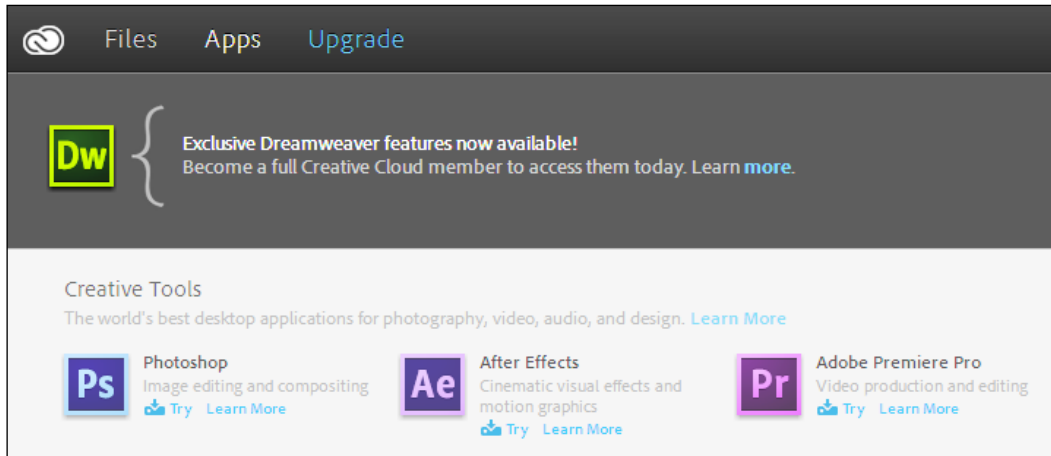 Files Apps Upgrade
Dw
Exclusive Dreamweaver features now available!
Become a full Creative Cloud member to access them today. Learn more.
Creative Tools
The world's best desktop applications for photography, video, audio, and design. Learn More
Ps
Photoshop
Image editing and compositing
Try Learn More
Ae
After Effects
Cinematic visual effects and
motion graphics
Try Learn More
Pr
Adobe Premiere Pro
Video production and editing
Try Learn More